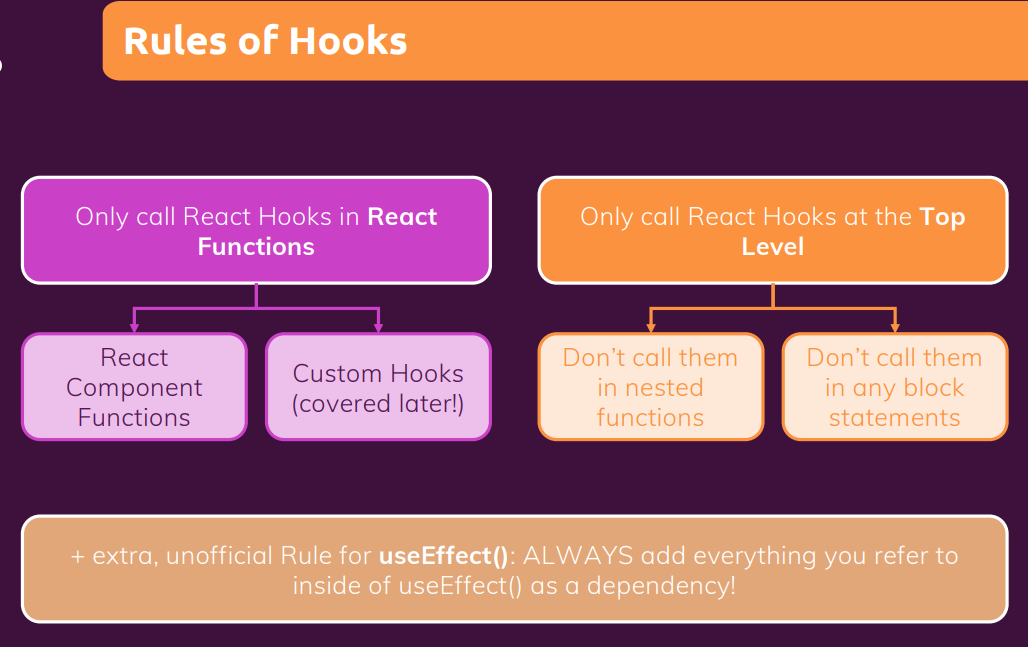 Rules of Hooks
Only call React Hooks in React
Functions
Only call React Hooks at the Top
Level
React
Component
Functions
Custom Hooks
(covered later!)
Don’t call them
in nested
functions
Don’t call them
in any block
statements
+ extra, unofficial Rule for useEffect(): ALWAYS add everything you refer to
inside of useEffect() as a dependency!